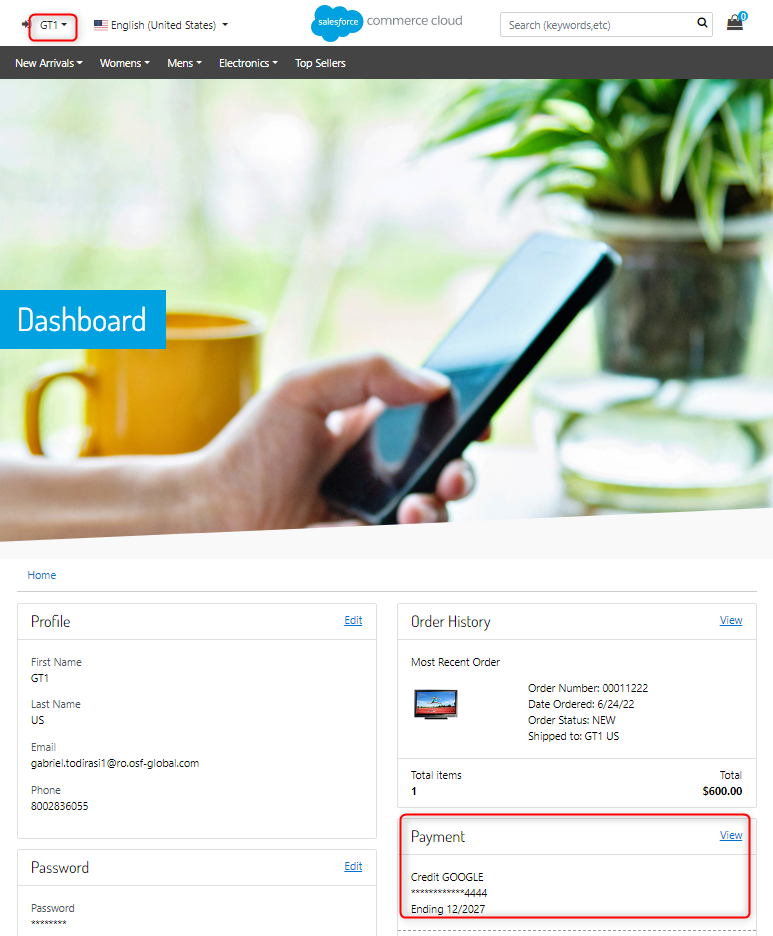 GT1
English (United States)
salesforce commerce cloud
Search (keywords,etc)
0
New Arrivals Womens Mens Electronics Top Sellers
Dashboard
Home
Profile
Edit
First Name
GT1
Last Name
US
Email
gabriel.todirasi1@ro.osf-global.com
Phone
8002836055
Password
Edit
Password
********
Order History
View
Most Recent Order
Order Number: 00011222
Date Ordered: 6/24/22
Order Status: NEW
Shipped to: GT1 US
Total items
Total
1
$600.00
Payment
View
Credit GOOGLE
************4444
Ending 12/2027